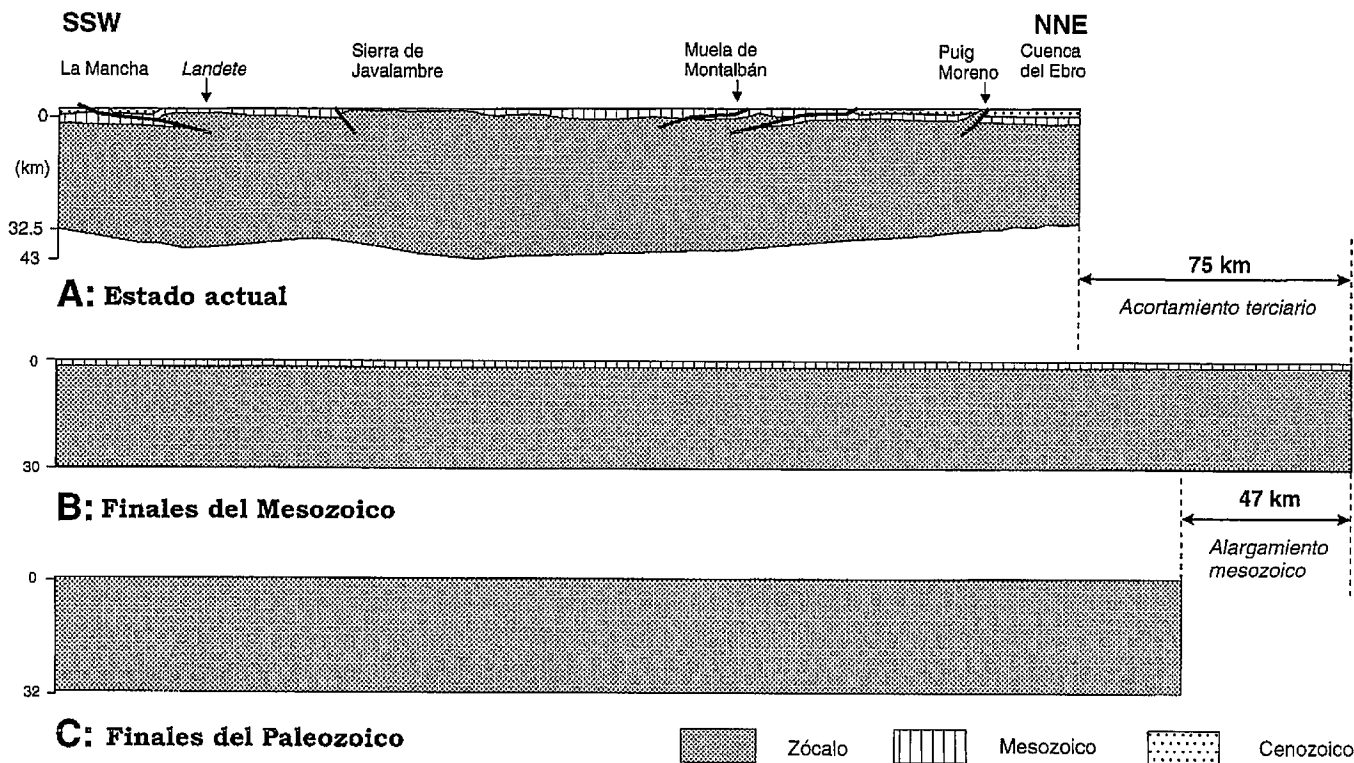 SSW
NNE
La Mancha
Landete
Sierra de
Javalambre
Muela de
Montalbán
Puig
Moreno
Cuenca
del Ebro
0
(km)
32.5
43
A: Estado actual
75 km
Acortamiento terciario
0
30
B: Finales del Mesozoico
47 km
Alargamiento
mesozoico
0
32
C: Finales del Paleozoico
Zócalo
Mesozoico
Cenozoico